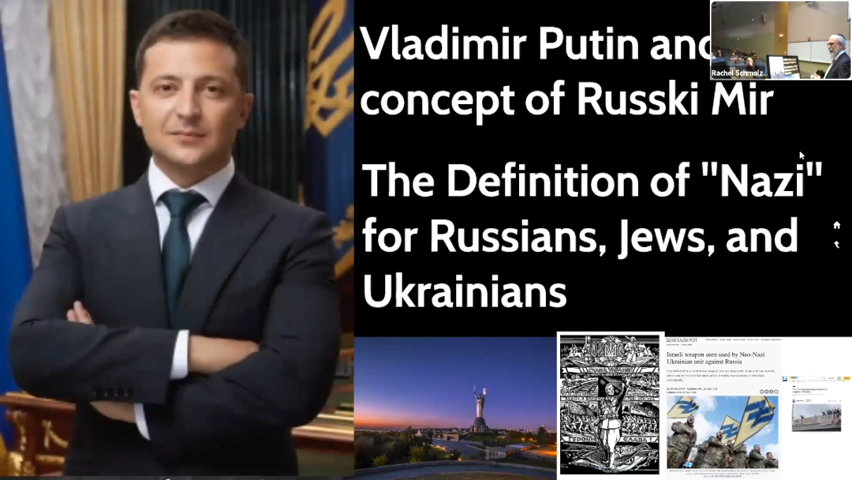 Vladimir Putin and
concept of Russki Mir
The Definition of "Nazi"
for Russians, Jews, and
Ukrainians
Rachel Schmelz
Israeli weapon seen used by Neo-Nazi
Ukrainian unit against Russia